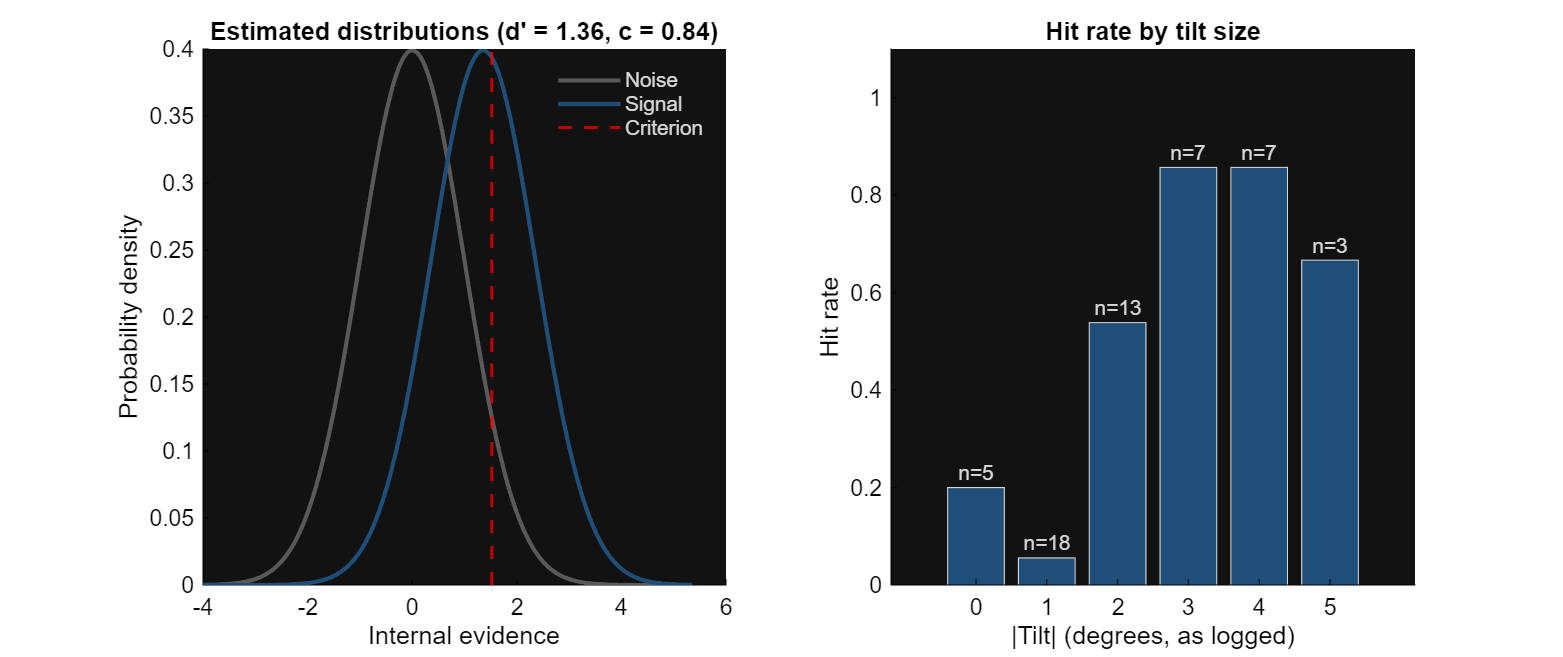 Estimated distributions (d' = 1.36, c = 0.84)
Probability density
0.4
0.35
0.3
0.25
0.2
0.15
0.1
0.05
0
-4 -2 0 2 4 6
Internal evidence
Noise
Signal
Criterion
Hit rate by tilt size
Hit rate
1
0.8
0.6
0.4
0.2
0
n=5
n=18
n=13
n=7
n=7
n=3
0 1 2 3 4 5
|Tilt| (degrees, as logged)